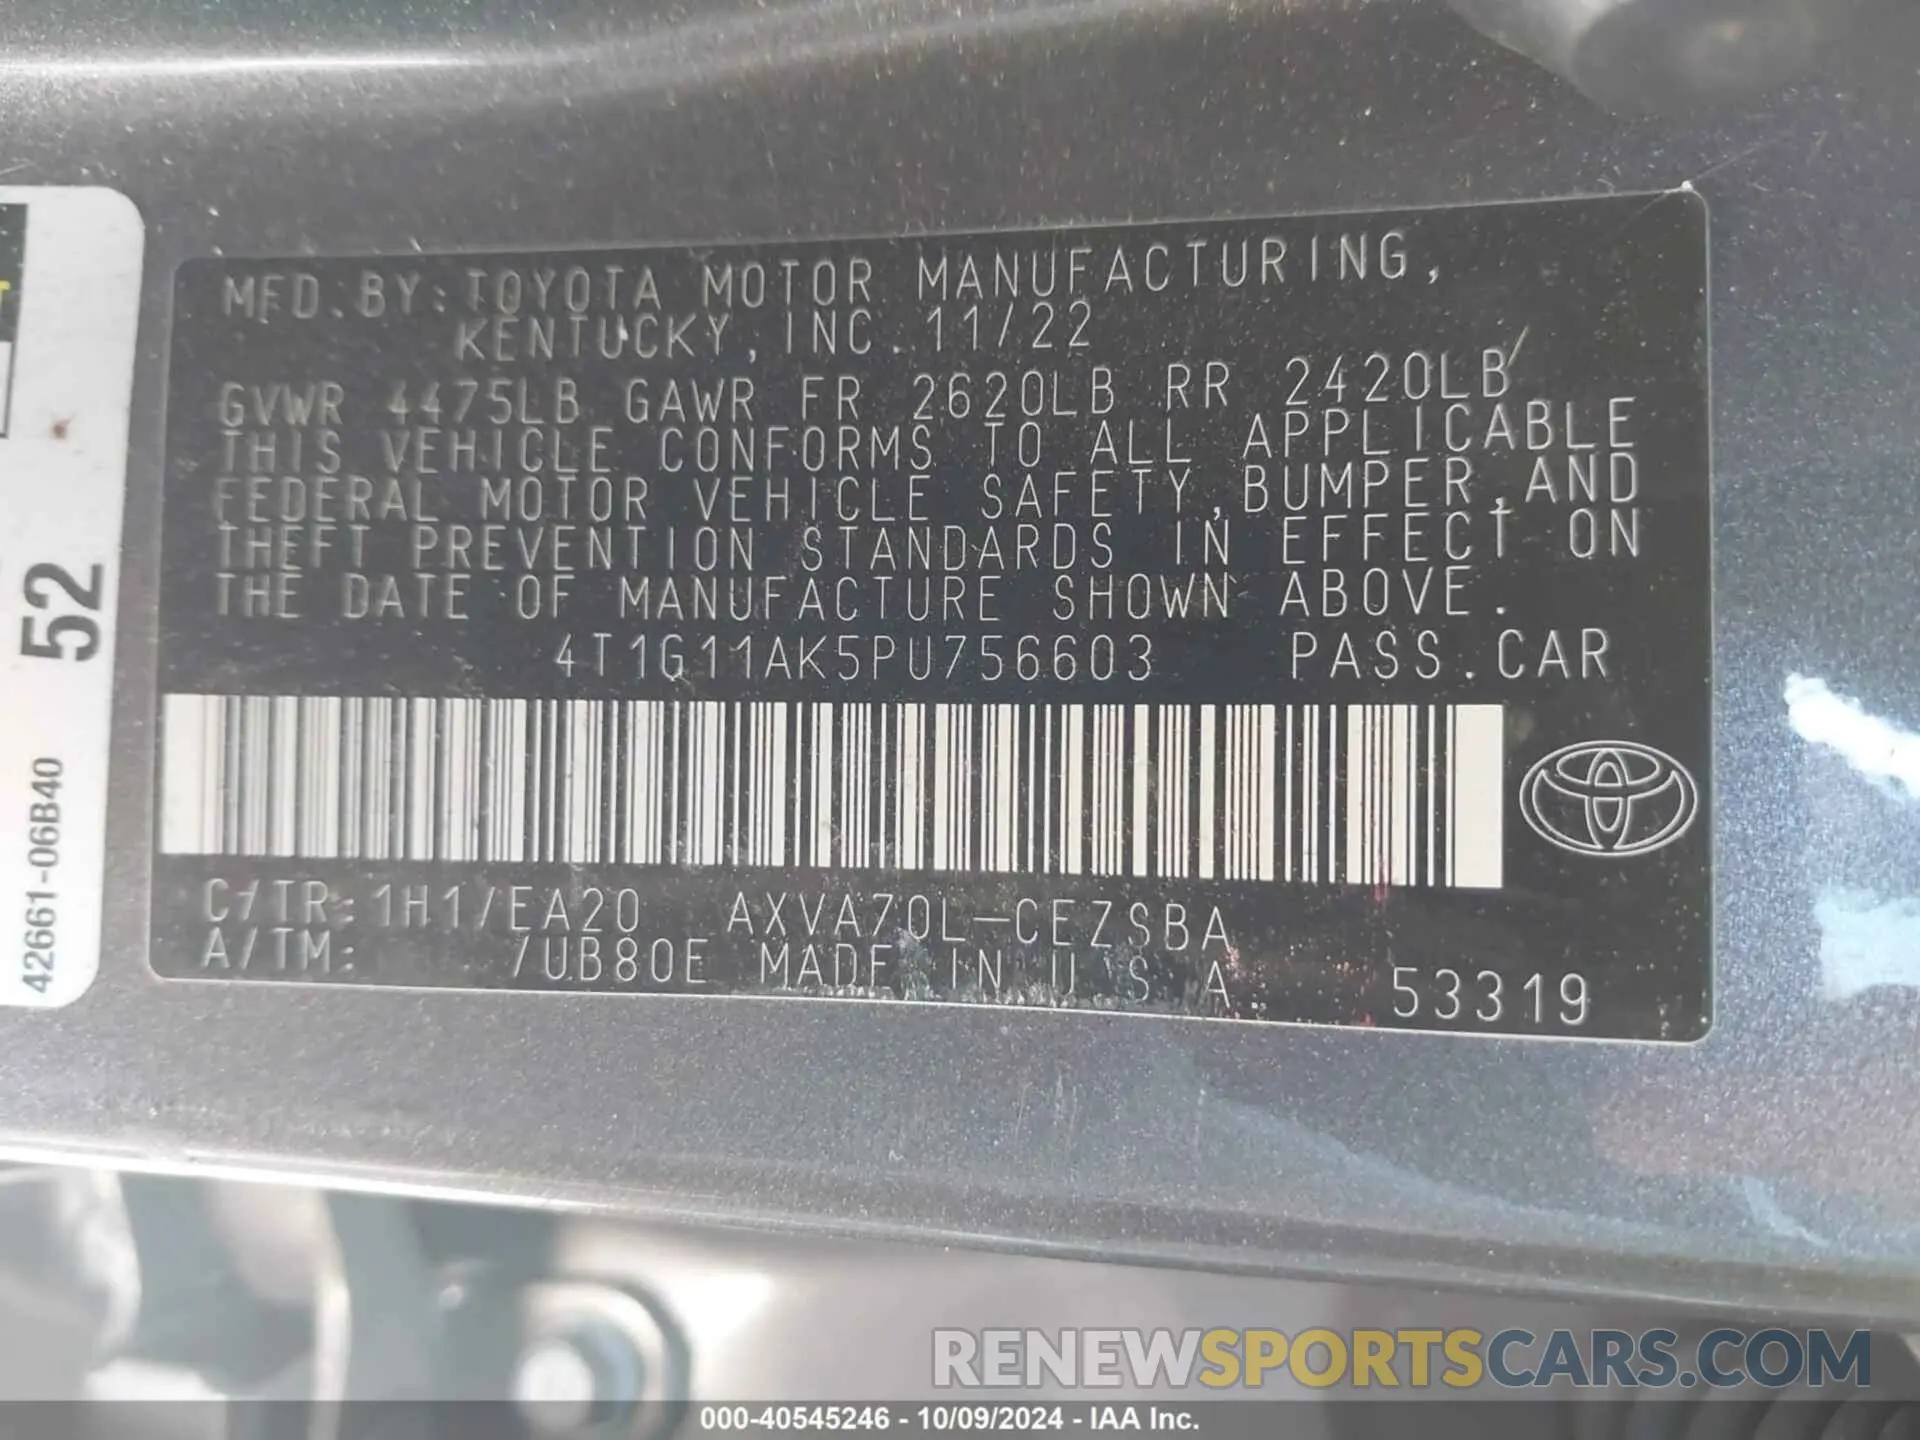 MFD.BY:TOYOTA MOTOR MANUFACTURING,
KENTUCKY,INC.11/22
GVWR 4475LB GAWR FR 2620LB RR 2420LB
THIS VEHICLE CONFORMS TO ALL APPLICABLE
FEDERAL MOTOR VEHICLE SAFETY,BUMPER,AND
THEFT PREVENTION STANDARDS IN EFFECT ON
THE DATE OF MANUFACTURE SHOWN ABOVE.
4T1G11AK5PU756603 PASS.CAR
C/TR:1H1/EA20 AXVA70L-CEZSBA
A/TM: /UB80E MADE IN U.S.A. 53319
52
42661-06B40
RENEWSPORTSCARS.COM
000-40545246 - 10/09/2024 - IAA Inc.